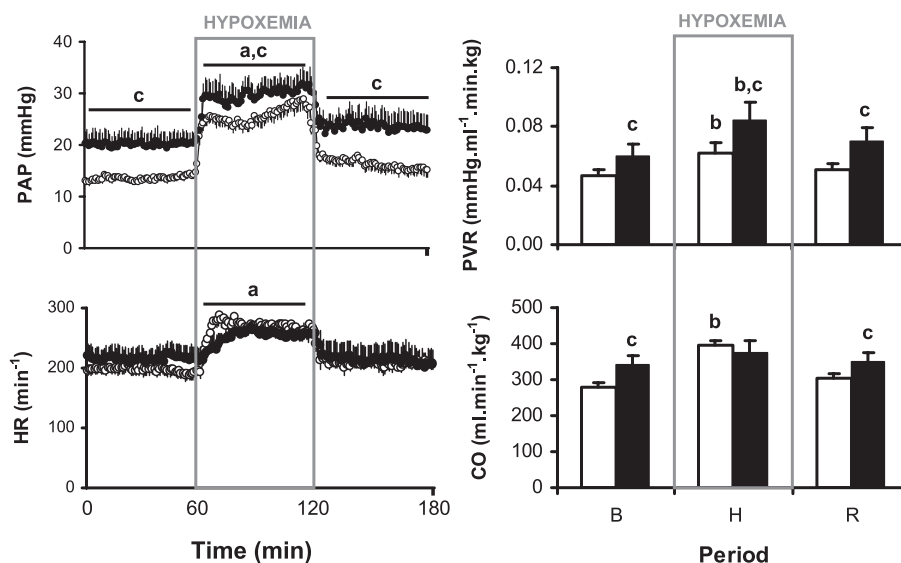 HYPOXEMIA
40
30
20
10
0
PAP (mmHg)
c
a,c
c
300
200
100
0
HR (min⁻¹)
a
0
60
120
180
Time (min)
HYPOXEMIA
0.12
0.08
0.04
0.00
PVR (mmHg.ml⁻¹.min.kg)
c
b
b,c
c
500
400
300
200
100
0
CO (ml.min⁻¹.kg⁻¹)
c
b
c
B
H
R
Period